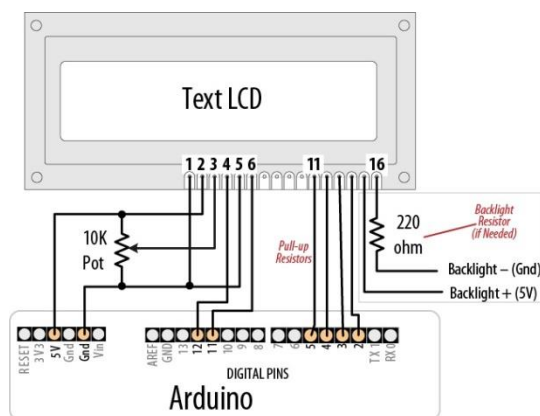 Text LCD
1 2 3 4 5 6 11 16
10K
Pot
Pull-up
Resistors
220
ohm
Backlight
Resistor
(if Needed)
Backlight – (Gnd)
Backlight + (5V)
RESET
3V3
5V
Gnd
Gnd
Vin
AREF
GND
13
12
11
10
9
8
7
6
5
4
3
2
TX 1
RX 0
DIGITAL PINS
Arduino